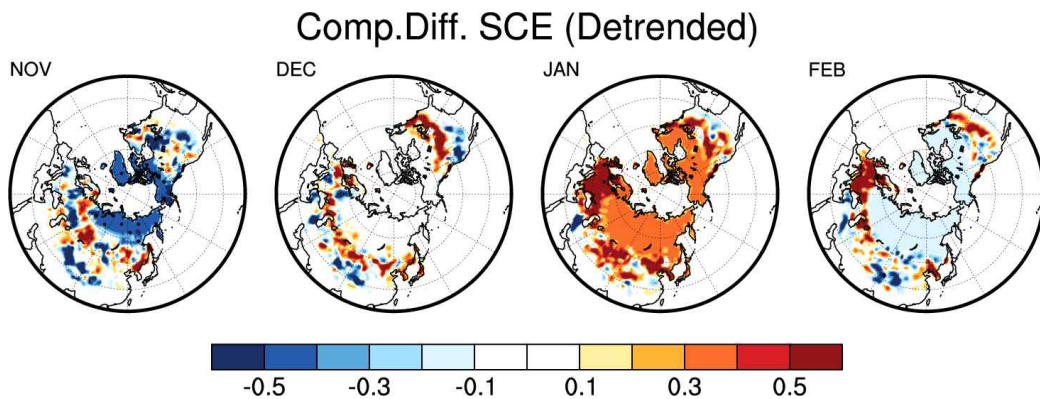 Comp.Diff. SCE (Detrended)
NOV DEC JAN FEB
-0.5 -0.3 -0.1 0.1 0.3 0.5